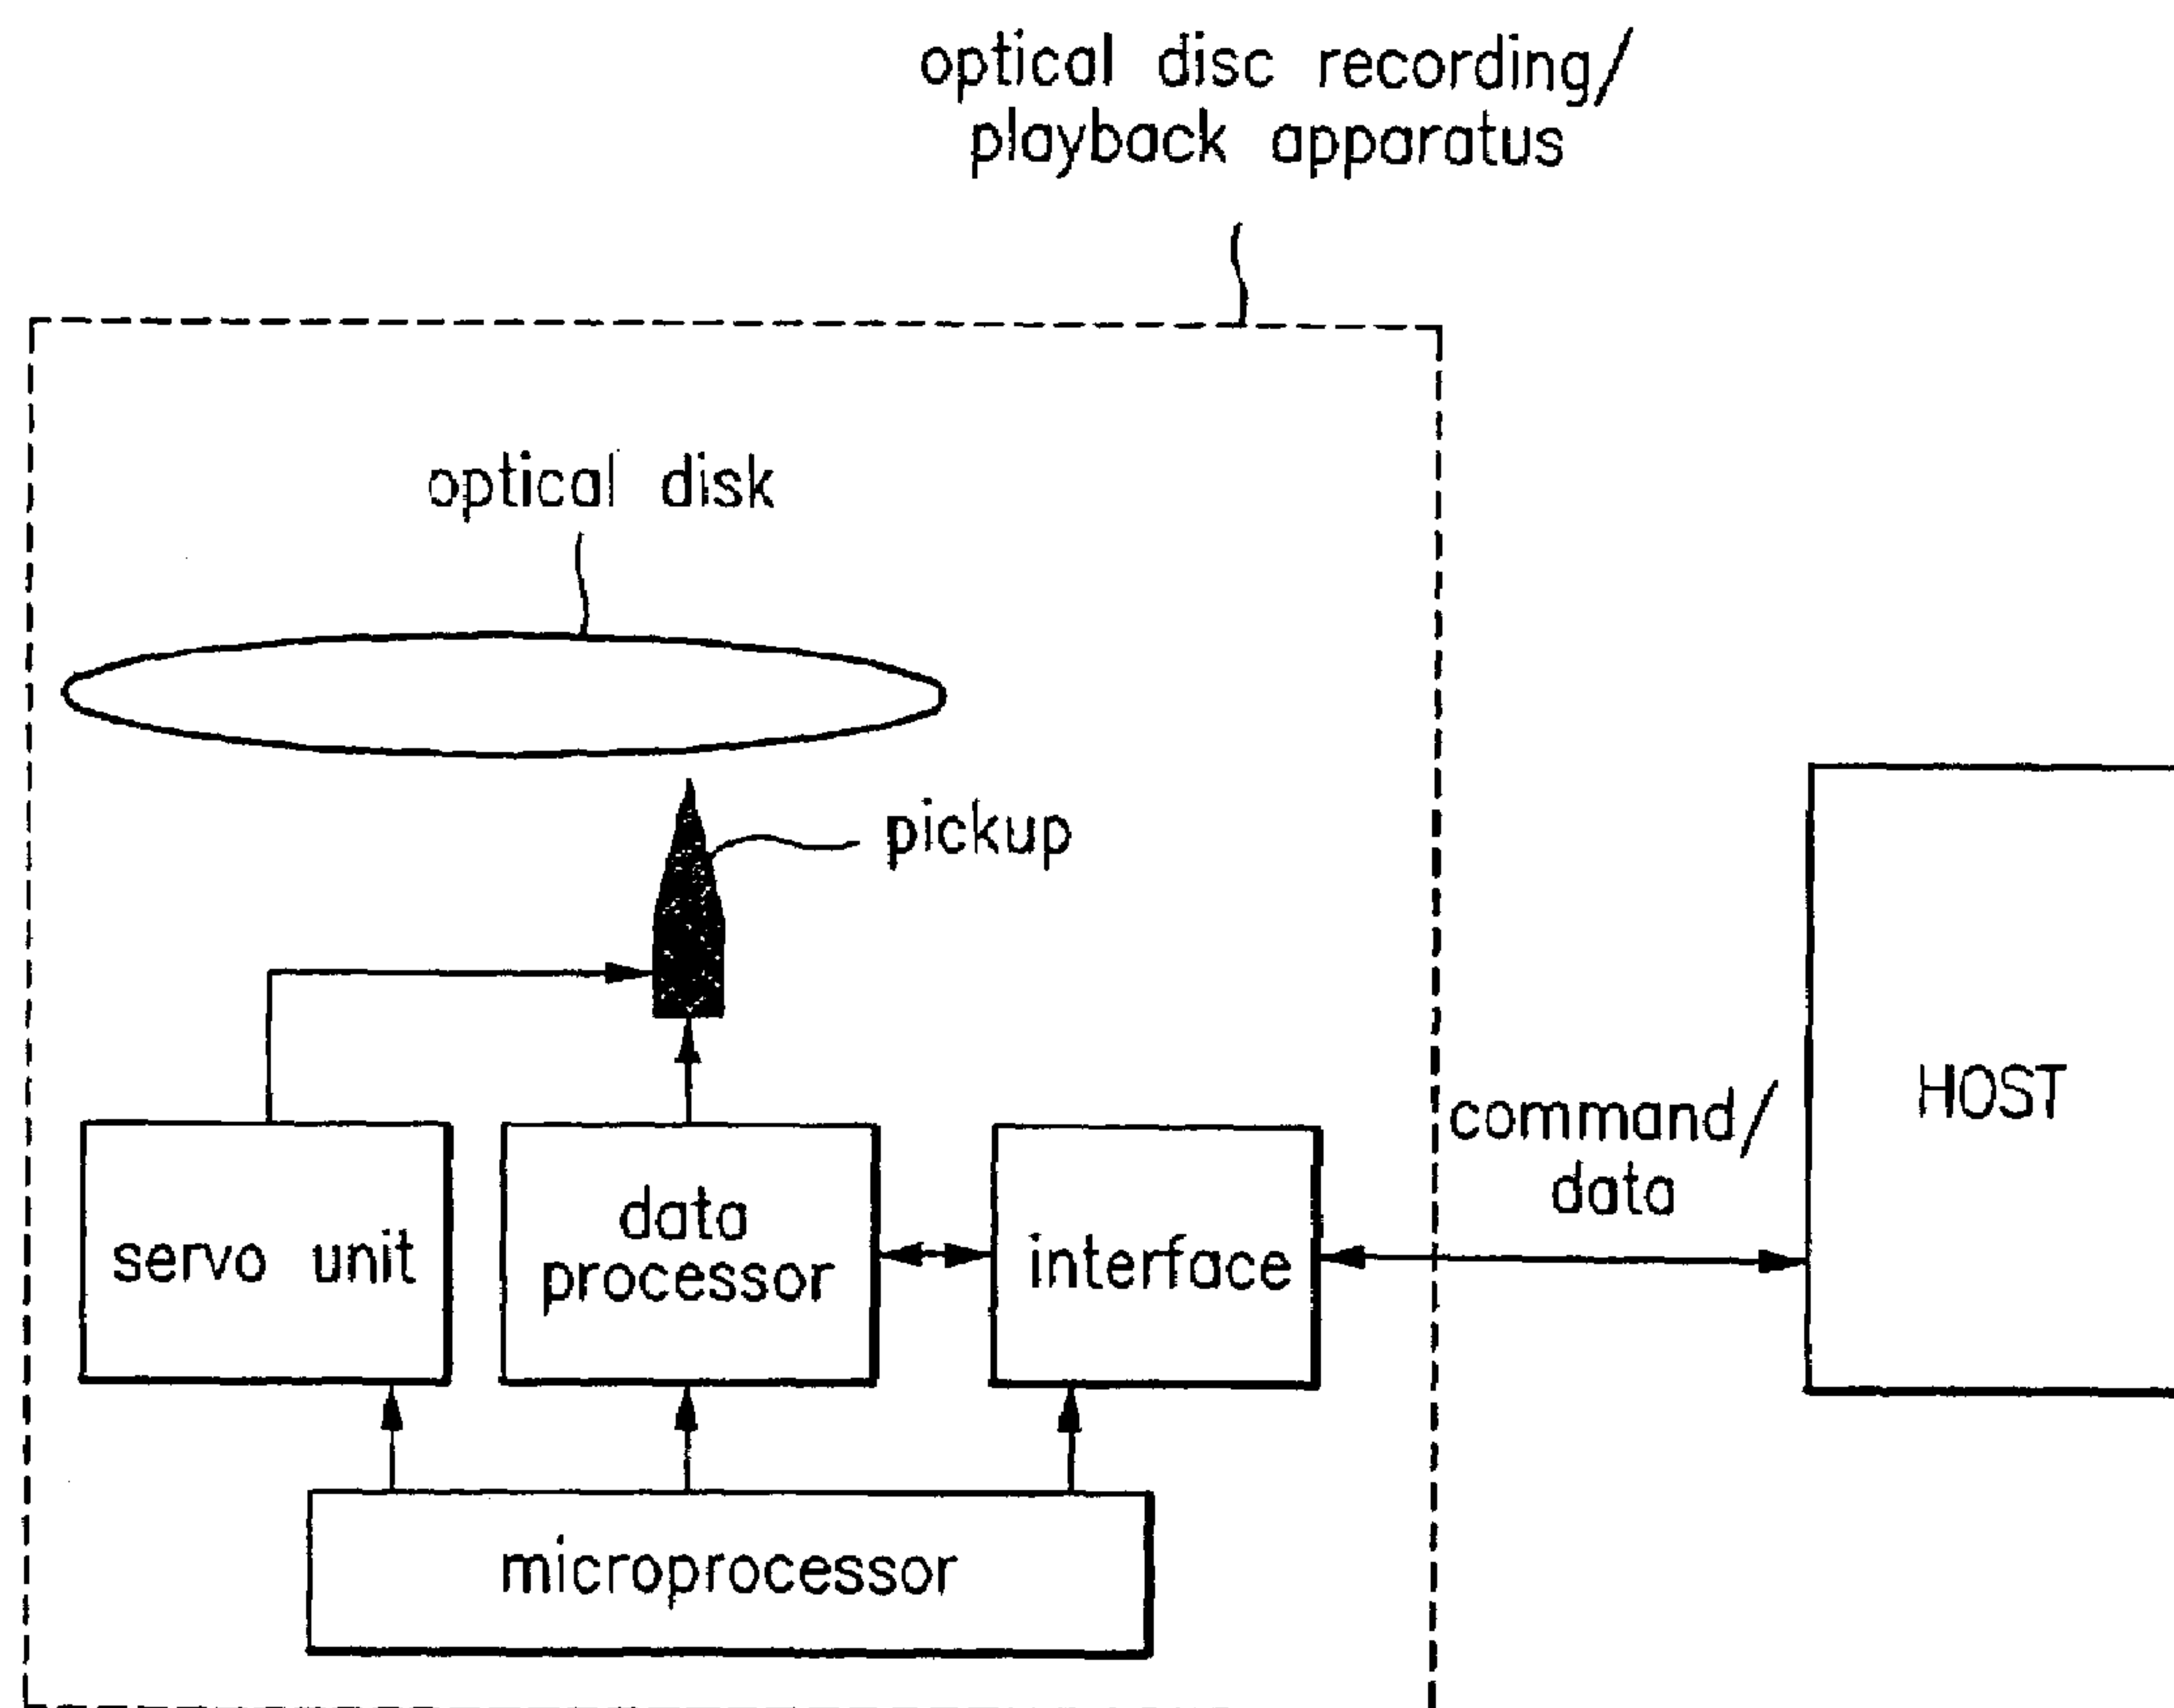 optical disc recording/
playback apparatus
optical disk
pickup
HOST
command/
data
servo unit
data
processor
interface
microprocessor